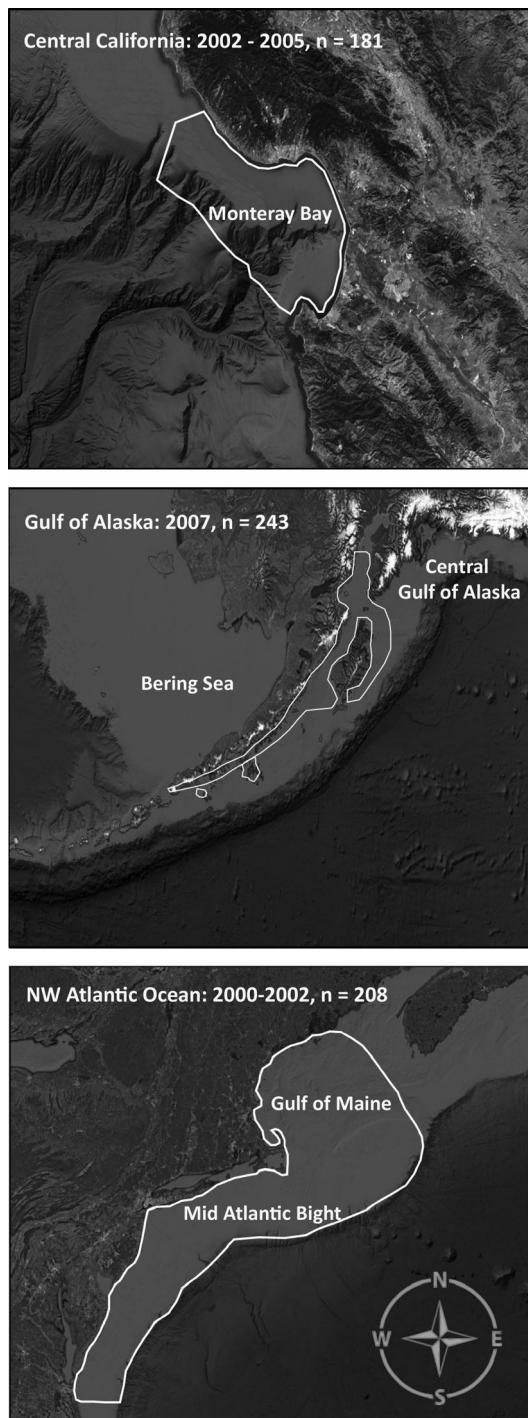 Central California: 2002 - 2005, n = 181
Monteray Bay
Gulf of Alaska: 2007, n = 243
Central
Gulf of Alaska
Bering Sea
NW Atlantic Ocean: 2000-2002, n = 208
Gulf of Maine
Mid Atlantic Bight
N
W
E
S